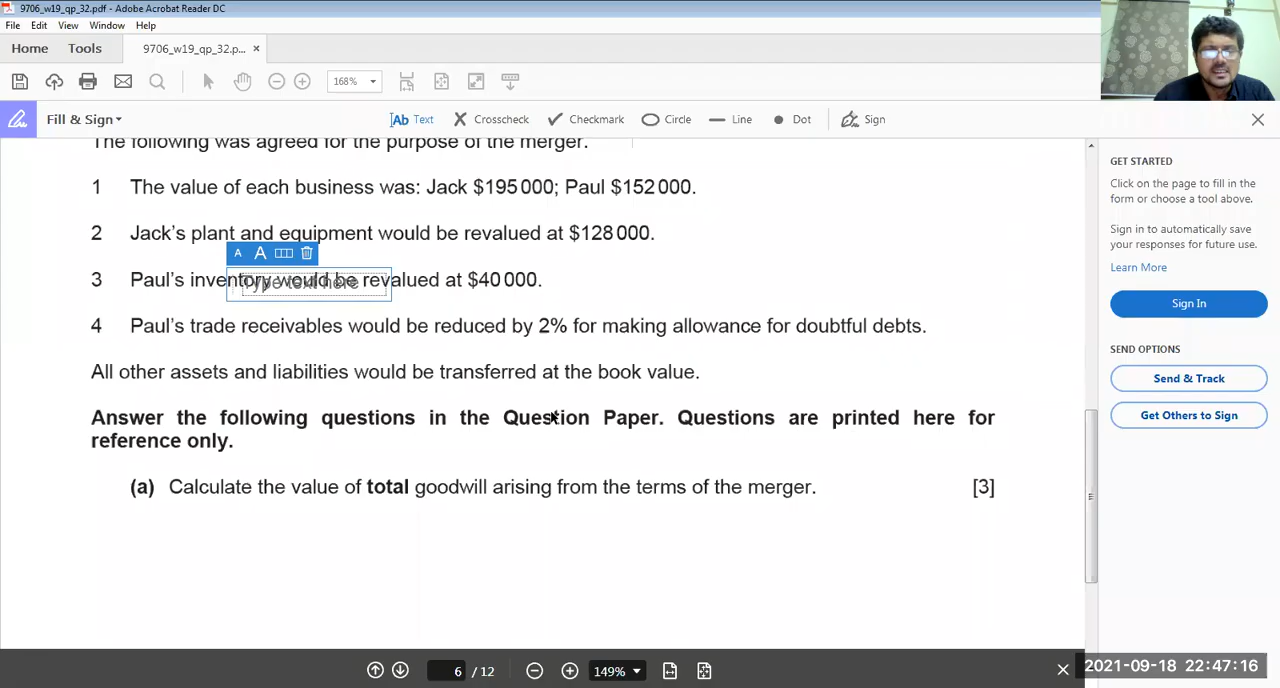 9706_w19_qp_32.pdf - Adobe Acrobat Reader DC
File Edit View Window Help
Home Tools 9706_w19_qp_32.p... ×
168%
Fill & Sign
Ab Text Crosscheck Checkmark Circle Line Dot Sign
The following was agreed for the purpose of the merger.
1 The value of each business was: Jack $195 000; Paul $152 000.
2 Jack's plant and equipment would be revalued at $128 000.
A A
3 Paul's inventory would be revalued at $40 000.
Type text here
4 Paul's trade receivables would be reduced by 2% for making allowance for doubtful debts.
All other assets and liabilities would be transferred at the book value.
Answer the following questions in the Question Paper. Questions are printed here for
reference only.
(a) Calculate the value of total goodwill arising from the terms of the merger. [3]
GET STARTED
Click on the page to fill in the
form or choose a tool above.
Sign in to automatically save
your responses for future use.
Learn More
Sign In
SEND OPTIONS
Send & Track
Get Others to Sign
6 / 12 149%
2021-09-18 22:47:16